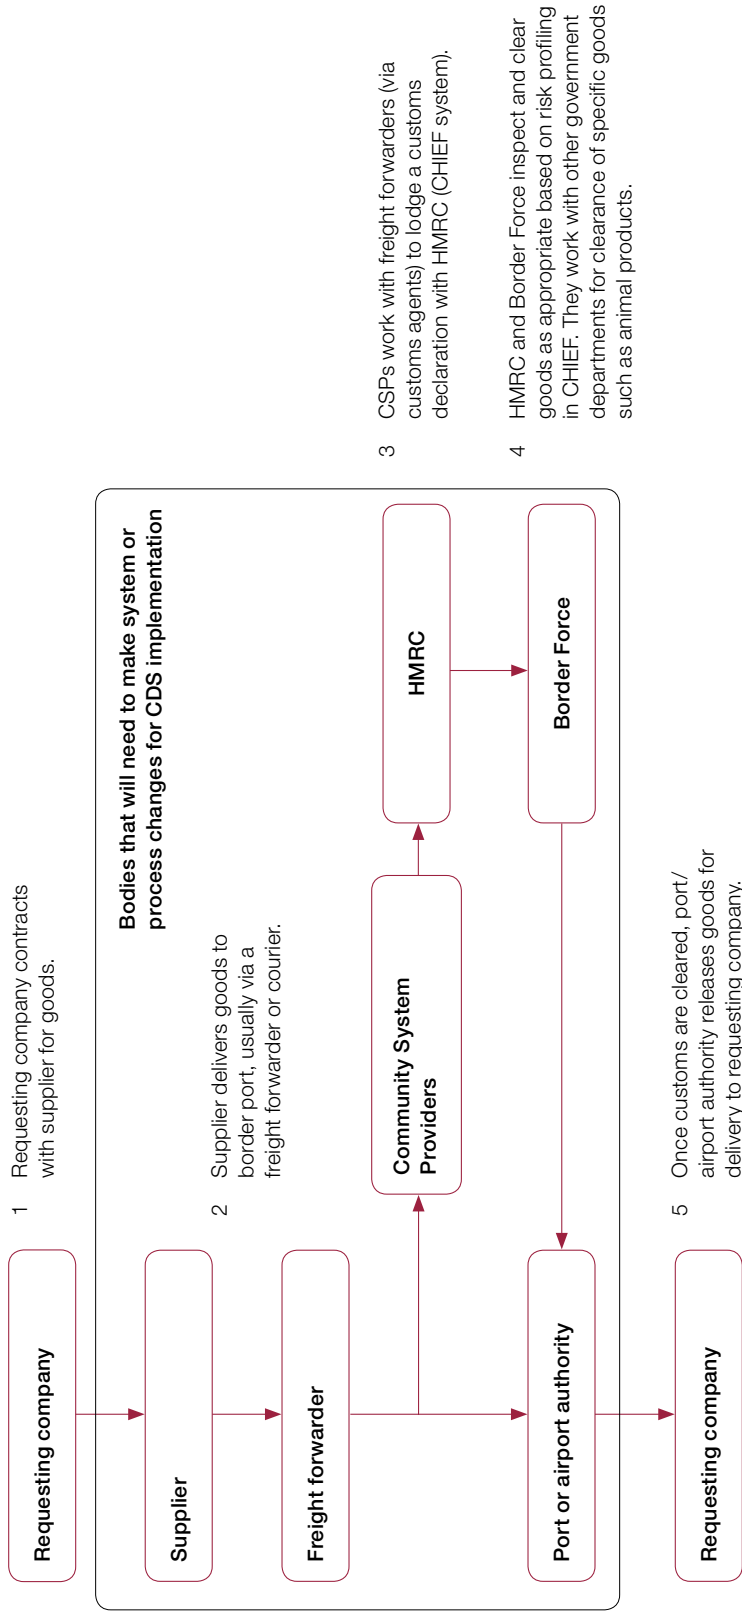 Requesting company
1 Requesting company contracts
with supplier for goods.
Bodies that will need to make system or
process changes for CDS implementation
Supplier
2 Supplier delivers goods to
border port, usually via a
freight forwarder or courier.
Freight forwarder
Community System
Providers
HMRC
3 CSPs work with freight forwarders (via
customs agents) to lodge a customs
declaration with HMRC (CHIEF system).
Port or airport authority
Border Force
4 HMRC and Border Force inspect and clear
goods as appropriate based on risk profiling
in CHIEF. They work with other government
departments for clearance of specific goods
such as animal products.
Requesting company
5 Once customs are cleared, port/
airport authority releases goods for
delivery to requesting company.